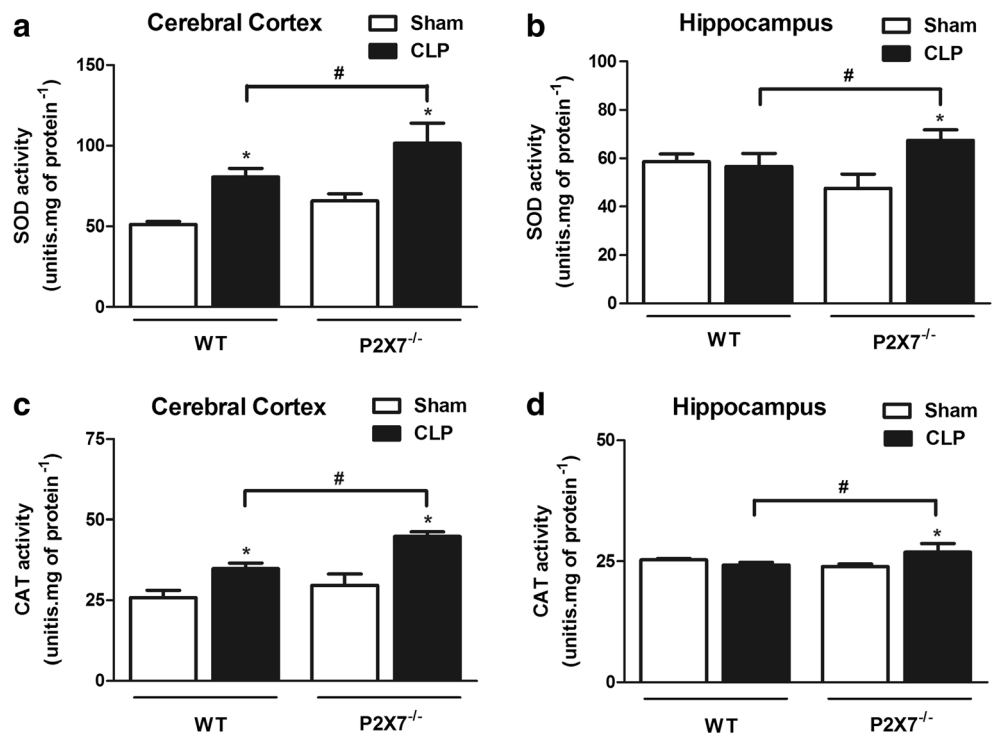 a
Cerebral Cortex
Sham
CLP
SOD activity
(unitis.mg of protein⁻¹)
150
100
50
0
#
*
*
WT
P2X7⁻/⁻
b
Hippocampus
Sham
CLP
SOD activity
(unitis.mg of protein⁻¹)
100
80
60
40
20
0
#
*
WT
P2X7⁻/⁻
c
Cerebral Cortex
Sham
CLP
CAT activity
(unitis.mg of protein⁻¹)
75
50
25
0
#
*
*
WT
P2X7⁻/⁻
d
Hippocampus
Sham
CLP
CAT activity
(unitis.mg of protein⁻¹)
50
25
0
#
*
WT
P2X7⁻/⁻